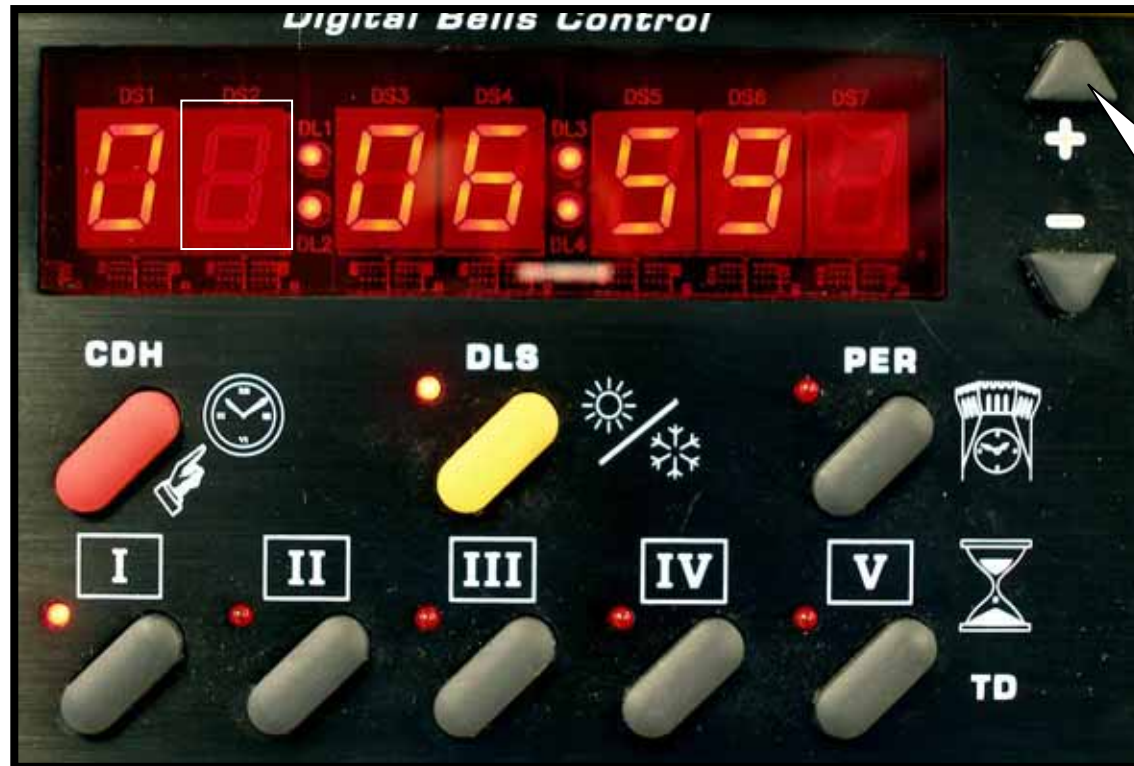 Digital Bells Control
DS1 DS2 DS3 DS4 DS5 DS6 DS7
DL1 DL3
0 06 59
DL2 DL4
+
-
CDH DLS PER
I II III IV V
TD